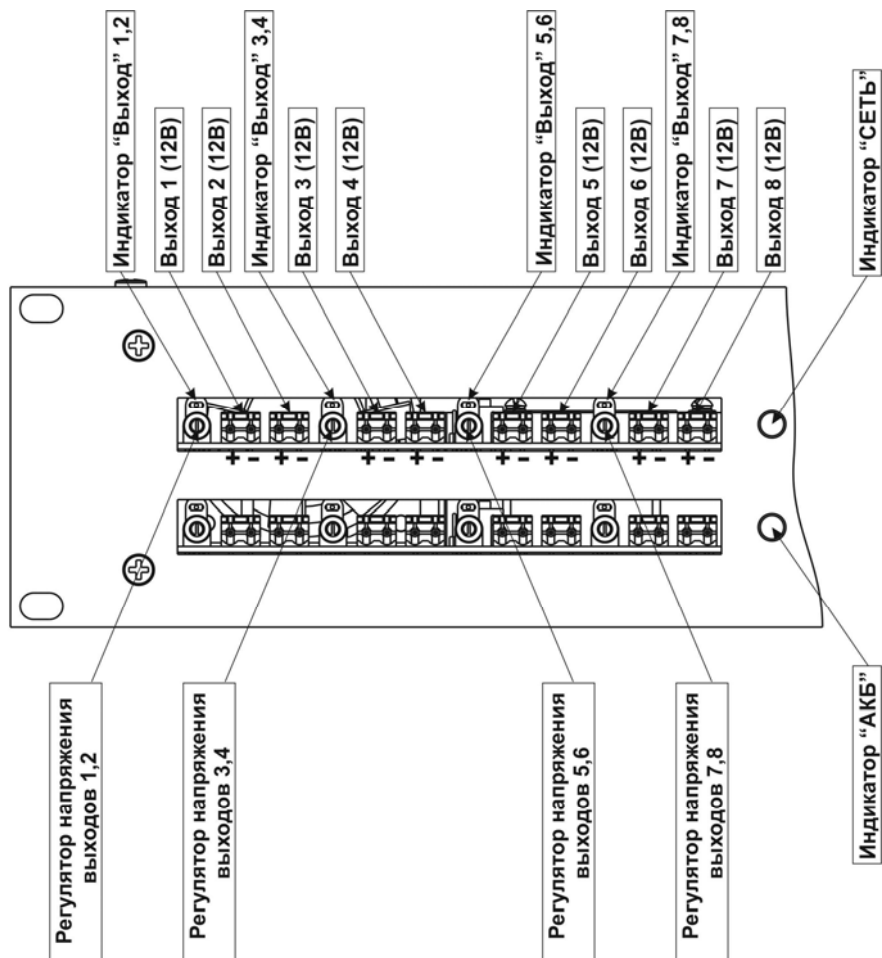 Индикатор “Выход” 1,2
Выход 1 (12В)
Выход 2 (12В)
Индикатор “Выход” 3,4
Выход 3 (12В)
Выход 4 (12В)
Индикатор “Выход” 5,6
Выход 5 (12В)
Выход 6 (12В)
Индикатор “Выход” 7,8
Выход 7 (12В)
Выход 8 (12В)
Индикатор “СЕТЬ”
+ - + -
+ - + -
+ - + -
+ - + -
Регулятор напряжения
выходов 1,2
Регулятор напряжения
выходов 3,4
Регулятор напряжения
выходов 5,6
Регулятор напряжения
выходов 7,8
Индикатор “АКБ”